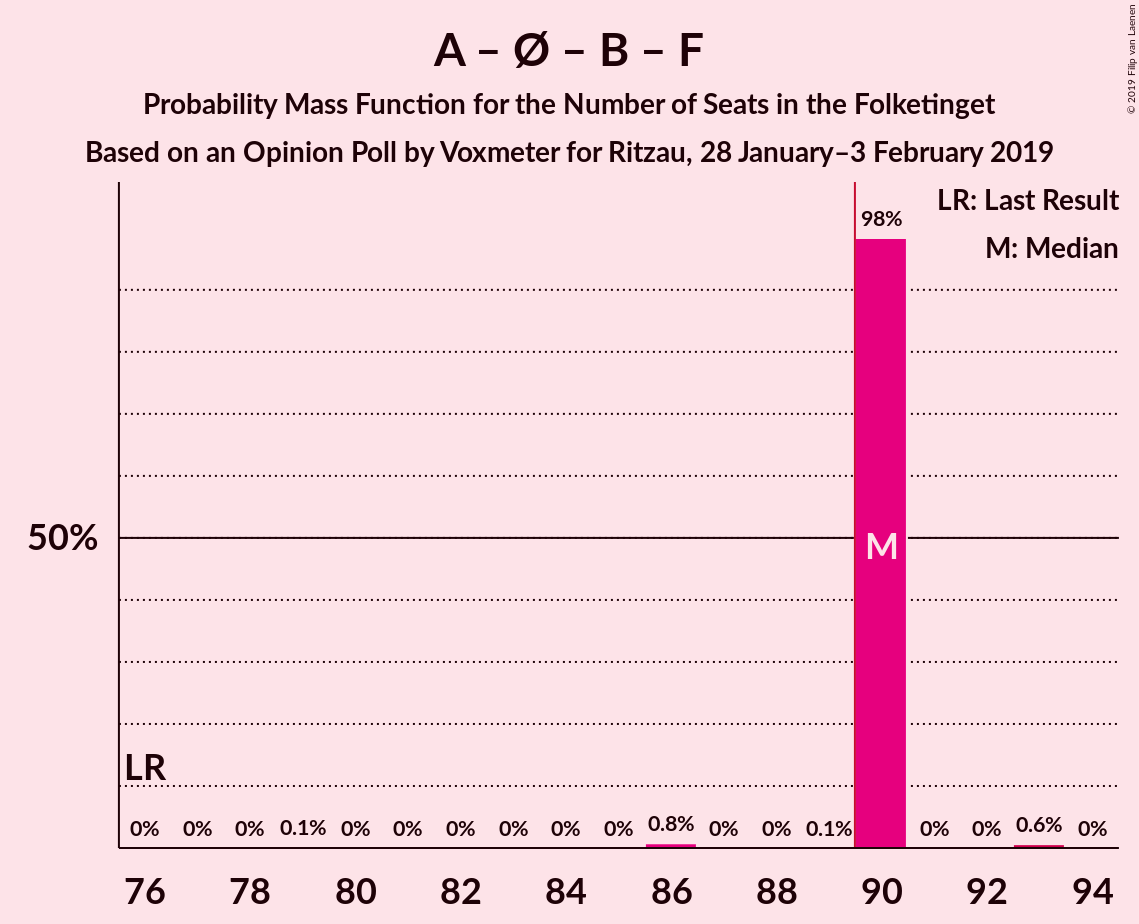 A – Ø – B – F
Probability Mass Function for the Number of Seats in the Folketinget
Based on an Opinion Poll by Voxmeter for Ritzau, 28 January–3 February 2019
© 2019 Filip van Laenen
LR: Last Result
M: Median
98%
50%
M
LR
0% 0% 0% 0.1% 0% 0% 0% 0% 0% 0% 0.8% 0% 0% 0.1% 0% 0% 0.6% 0%
76 78 80 82 84 86 88 90 92 94